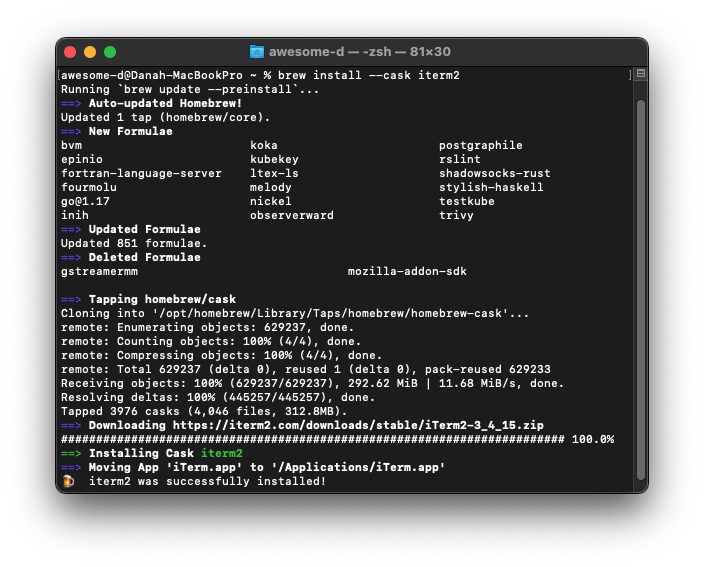 awesome-d — -zsh — 81×30
[awesome-d@Danah-MacBookPro ~ % brew install --cask iterm2 ]
Running `brew update --preinstall`...
==> Auto-updated Homebrew!
Updated 1 tap (homebrew/core).
==> New Formulae
bvm koka postgraphile
epinio kubekey rslint
fortran-language-server ltex-ls shadowsocks-rust
fourmolu melody stylish-haskell
go@1.17 nickel testkube
inih observerward trivy
==> Updated Formulae
Updated 851 formulae.
==> Deleted Formulae
gstreamermm mozilla-addon-sdk
==> Tapping homebrew/cask
Cloning into '/opt/homebrew/Library/Taps/homebrew/homebrew-cask'...
remote: Enumerating objects: 629237, done.
remote: Counting objects: 100% (4/4), done.
remote: Compressing objects: 100% (4/4), done.
remote: Total 629237 (delta 0), reused 1 (delta 0), pack-reused 629233
Receiving objects: 100% (629237/629237), 292.62 MiB | 11.68 MiB/s, done.
Resolving deltas: 100% (445257/445257), done.
Tapped 3976 casks (4,046 files, 312.8MB).
==> Downloading https://iterm2.com/downloads/stable/iTerm2-3_4_15.zip
######################################################################## 100.0%
==> Installing Cask iterm2
==> Moving App 'iTerm.app' to '/Applications/iTerm.app'
🍺 iterm2 was successfully installed!